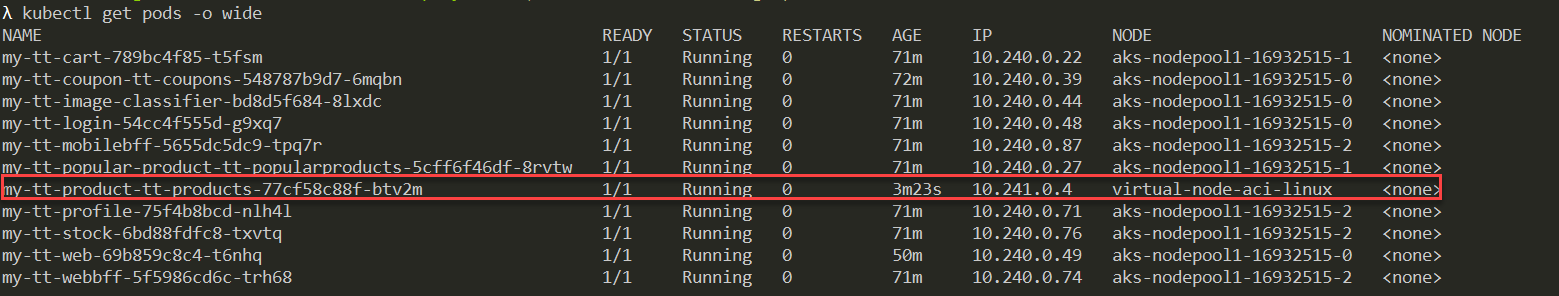 λ kubectl get pods -o wide
NAME READY STATUS RESTARTS AGE IP NODE NOMINATED NODE
my-tt-cart-789bc4f85-t5fsm 1/1 Running 0 71m 10.240.0.22 aks-nodepool1-16932515-1 <none>
my-tt-coupon-tt-coupons-548787b9d7-6mqbn 1/1 Running 0 72m 10.240.0.39 aks-nodepool1-16932515-0 <none>
my-tt-image-classifier-bd8d5f684-8lxdc 1/1 Running 0 71m 10.240.0.44 aks-nodepool1-16932515-0 <none>
my-tt-login-54cc4f555d-g9xq7 1/1 Running 0 71m 10.240.0.48 aks-nodepool1-16932515-0 <none>
my-tt-mobilebff-5655dc5dc9-tpq7r 1/1 Running 0 71m 10.240.0.87 aks-nodepool1-16932515-2 <none>
my-tt-popular-product-tt-popularproducts-5cff6f46df-8rvtw 1/1 Running 0 71m 10.240.0.27 aks-nodepool1-16932515-1 <none>
my-tt-product-tt-products-77cf58c88f-btv2m 1/1 Running 0 3m23s 10.241.0.4 virtual-node-aci-linux <none>
my-tt-profile-75f4b8bcd-nlh4l 1/1 Running 0 71m 10.240.0.71 aks-nodepool1-16932515-2 <none>
my-tt-stock-6bd88fdfc8-txvtq 1/1 Running 0 71m 10.240.0.76 aks-nodepool1-16932515-2 <none>
my-tt-web-69b859c8c4-t6nhq 1/1 Running 0 50m 10.240.0.49 aks-nodepool1-16932515-0 <none>
my-tt-webbff-5f5986cd6c-trh68 1/1 Running 0 71m 10.240.0.74 aks-nodepool1-16932515-2 <none>